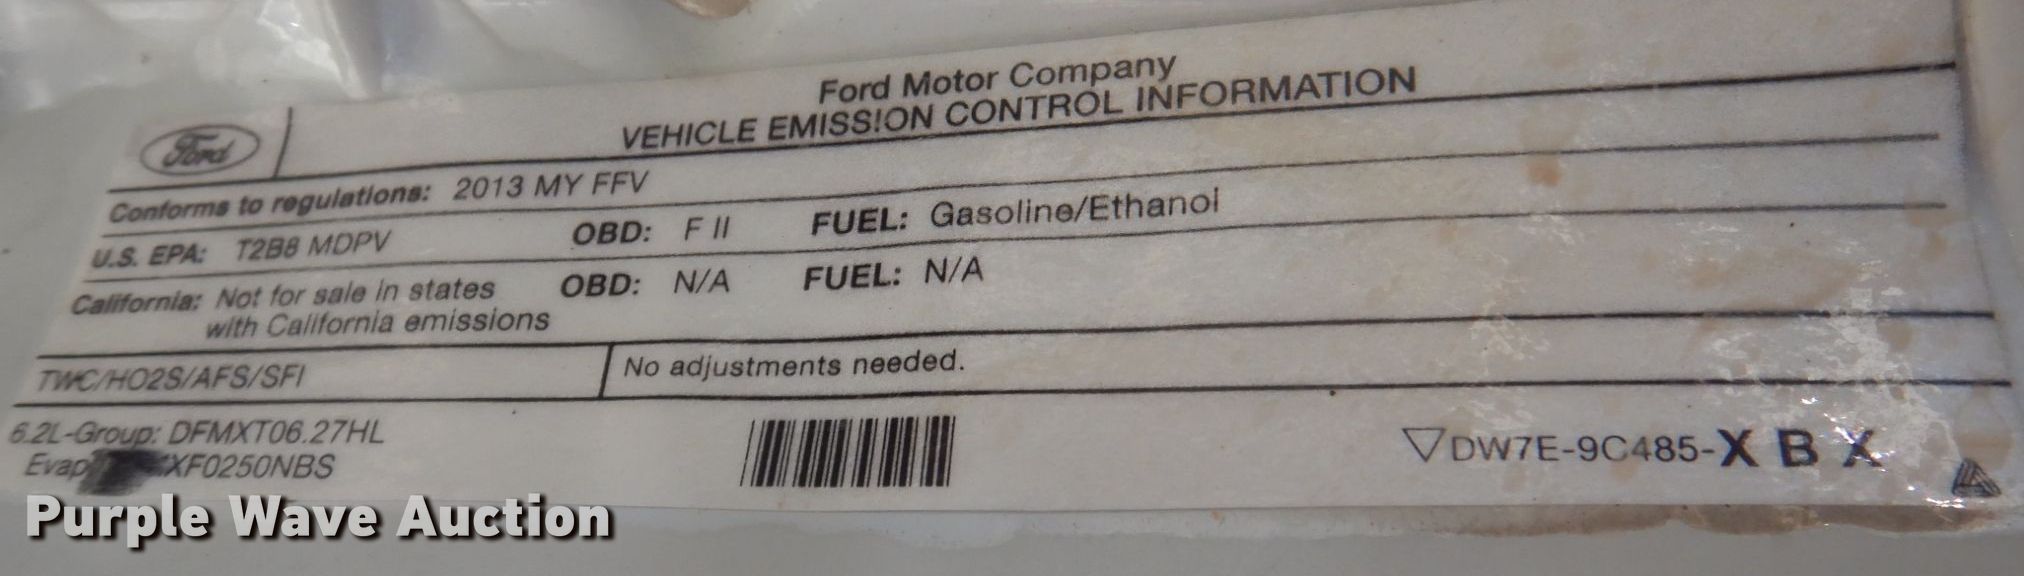 Ford Motor Company
VEHICLE EMISSION CONTROL INFORMATION
Ford
Conforms to regulations: 2013 MY FFV
U.S. EPA: T2B8 MDPV OBD: F II FUEL: Gasoline/Ethanol
California: Not for sale in states OBD: N/A FUEL: N/A
with California emissions
TWC/HO2S/AFS/SFI No adjustments needed.
6.2L-Group: DFMXT06.27HL
Evap XF0250NBS
DW7E-9C485-X B X
Purple Wave Auction